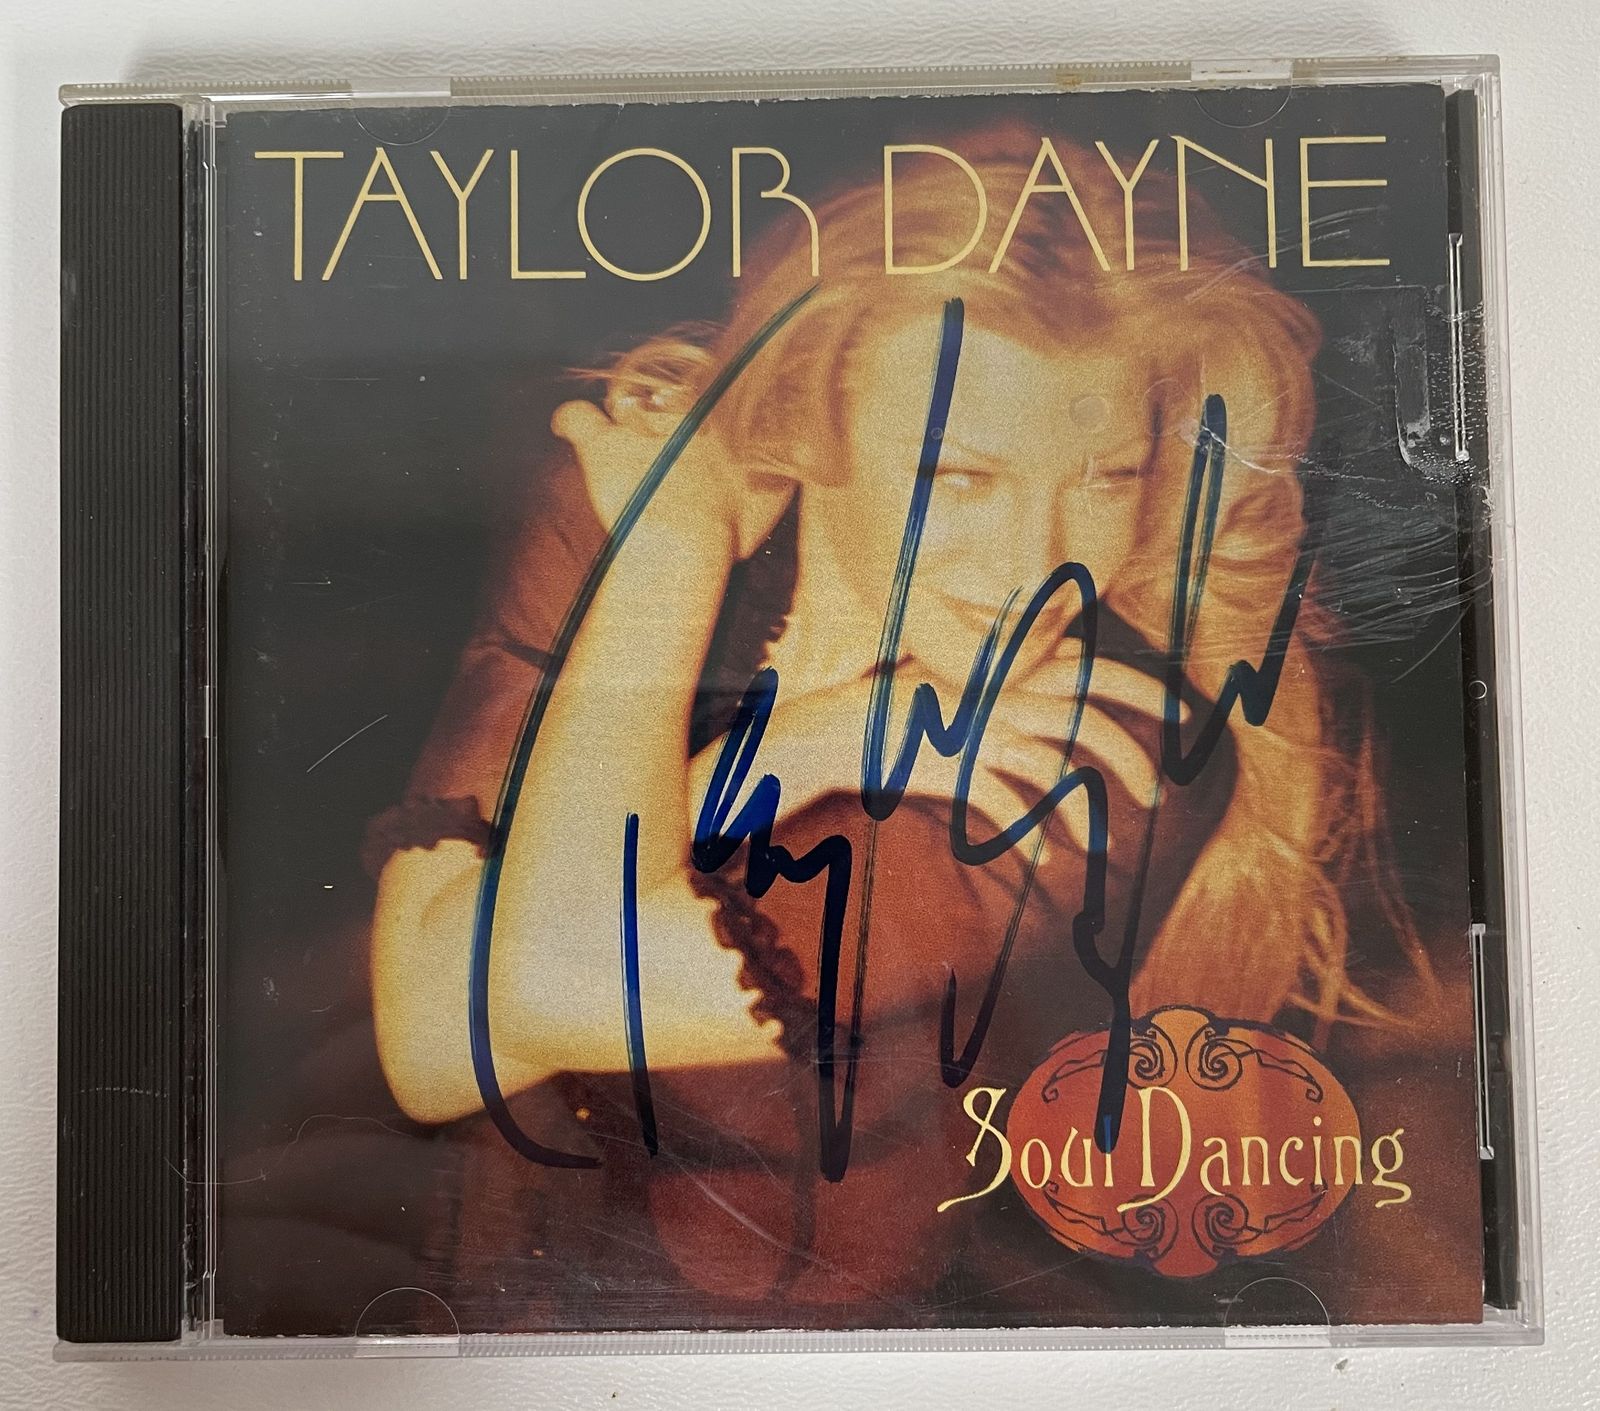 TAYLOR DAYNE
Soul Dancing